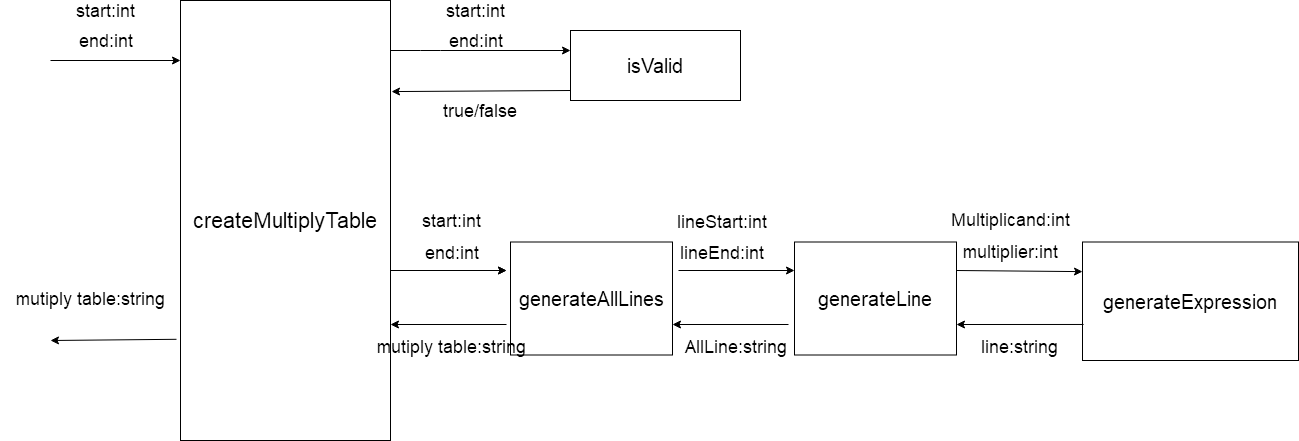 start:int
end:int
start:int
end:int
isValid
true/false
createMultiplyTable
mutiply table:string
start:int
end:int
mutiply table:string
generateAllLines
lineStart:int
lineEnd:int
AllLine:string
generateLine
Multiplicand:int
multiplier:int
line:string
generateExpression